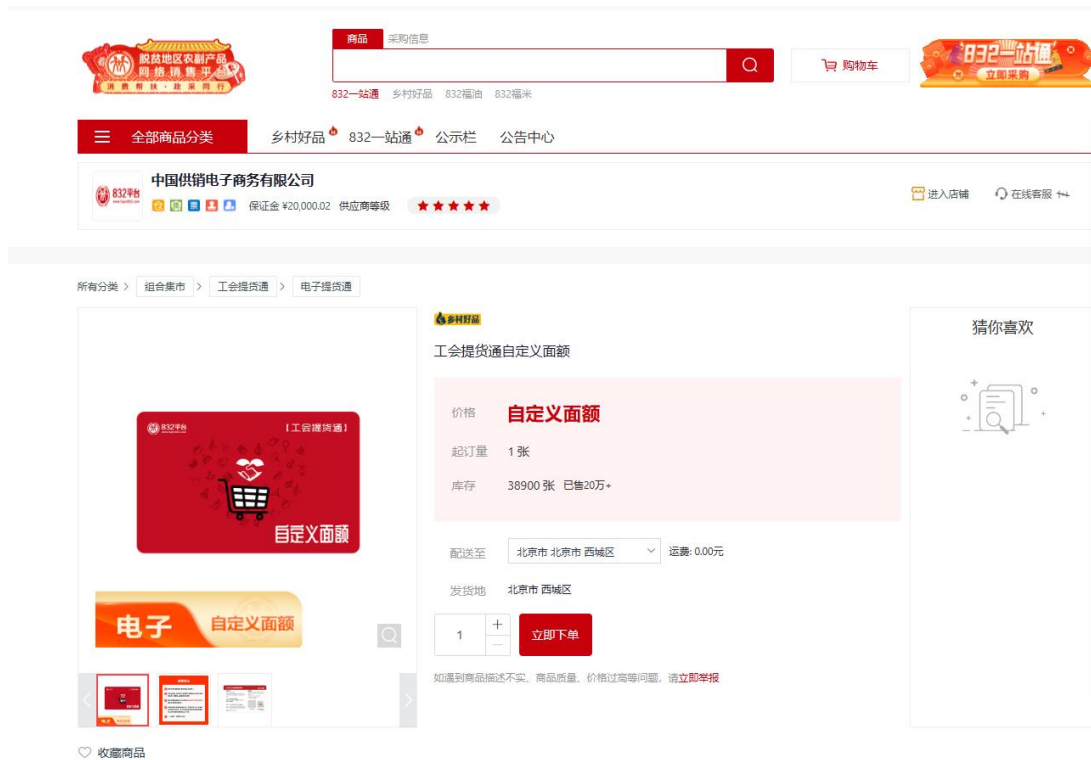 脱贫地区农副产品
网络销售平台
消费帮扶·政采同行
商品 采购信息
购物车
832一站通
立即采购
832一站通 乡村好品 832福油 832福米
全部商品分类 乡村好品 832一站通 公示栏 公告中心
832平台
中国供销电子商务有限公司
保证金 ¥20,000.02 供应商等级
进入店铺 在线客服
所有分类 > 组合集市 > 工会提货通 > 电子提货通
832平台
【工会提货通】
自定义面额
电子 自定义面额
收藏商品
乡村好品
工会提货通自定义面额
价格 自定义面额
起订量 1 张
库存 38900 张 已售20万+
配送至 北京市 北京市 西城区 运费: 0.00元
发货地 北京市 西城区
1 + — 立即下单
如遇到商品描述不实、商品质量、价格过高等问题，请立即举报
猜你喜欢